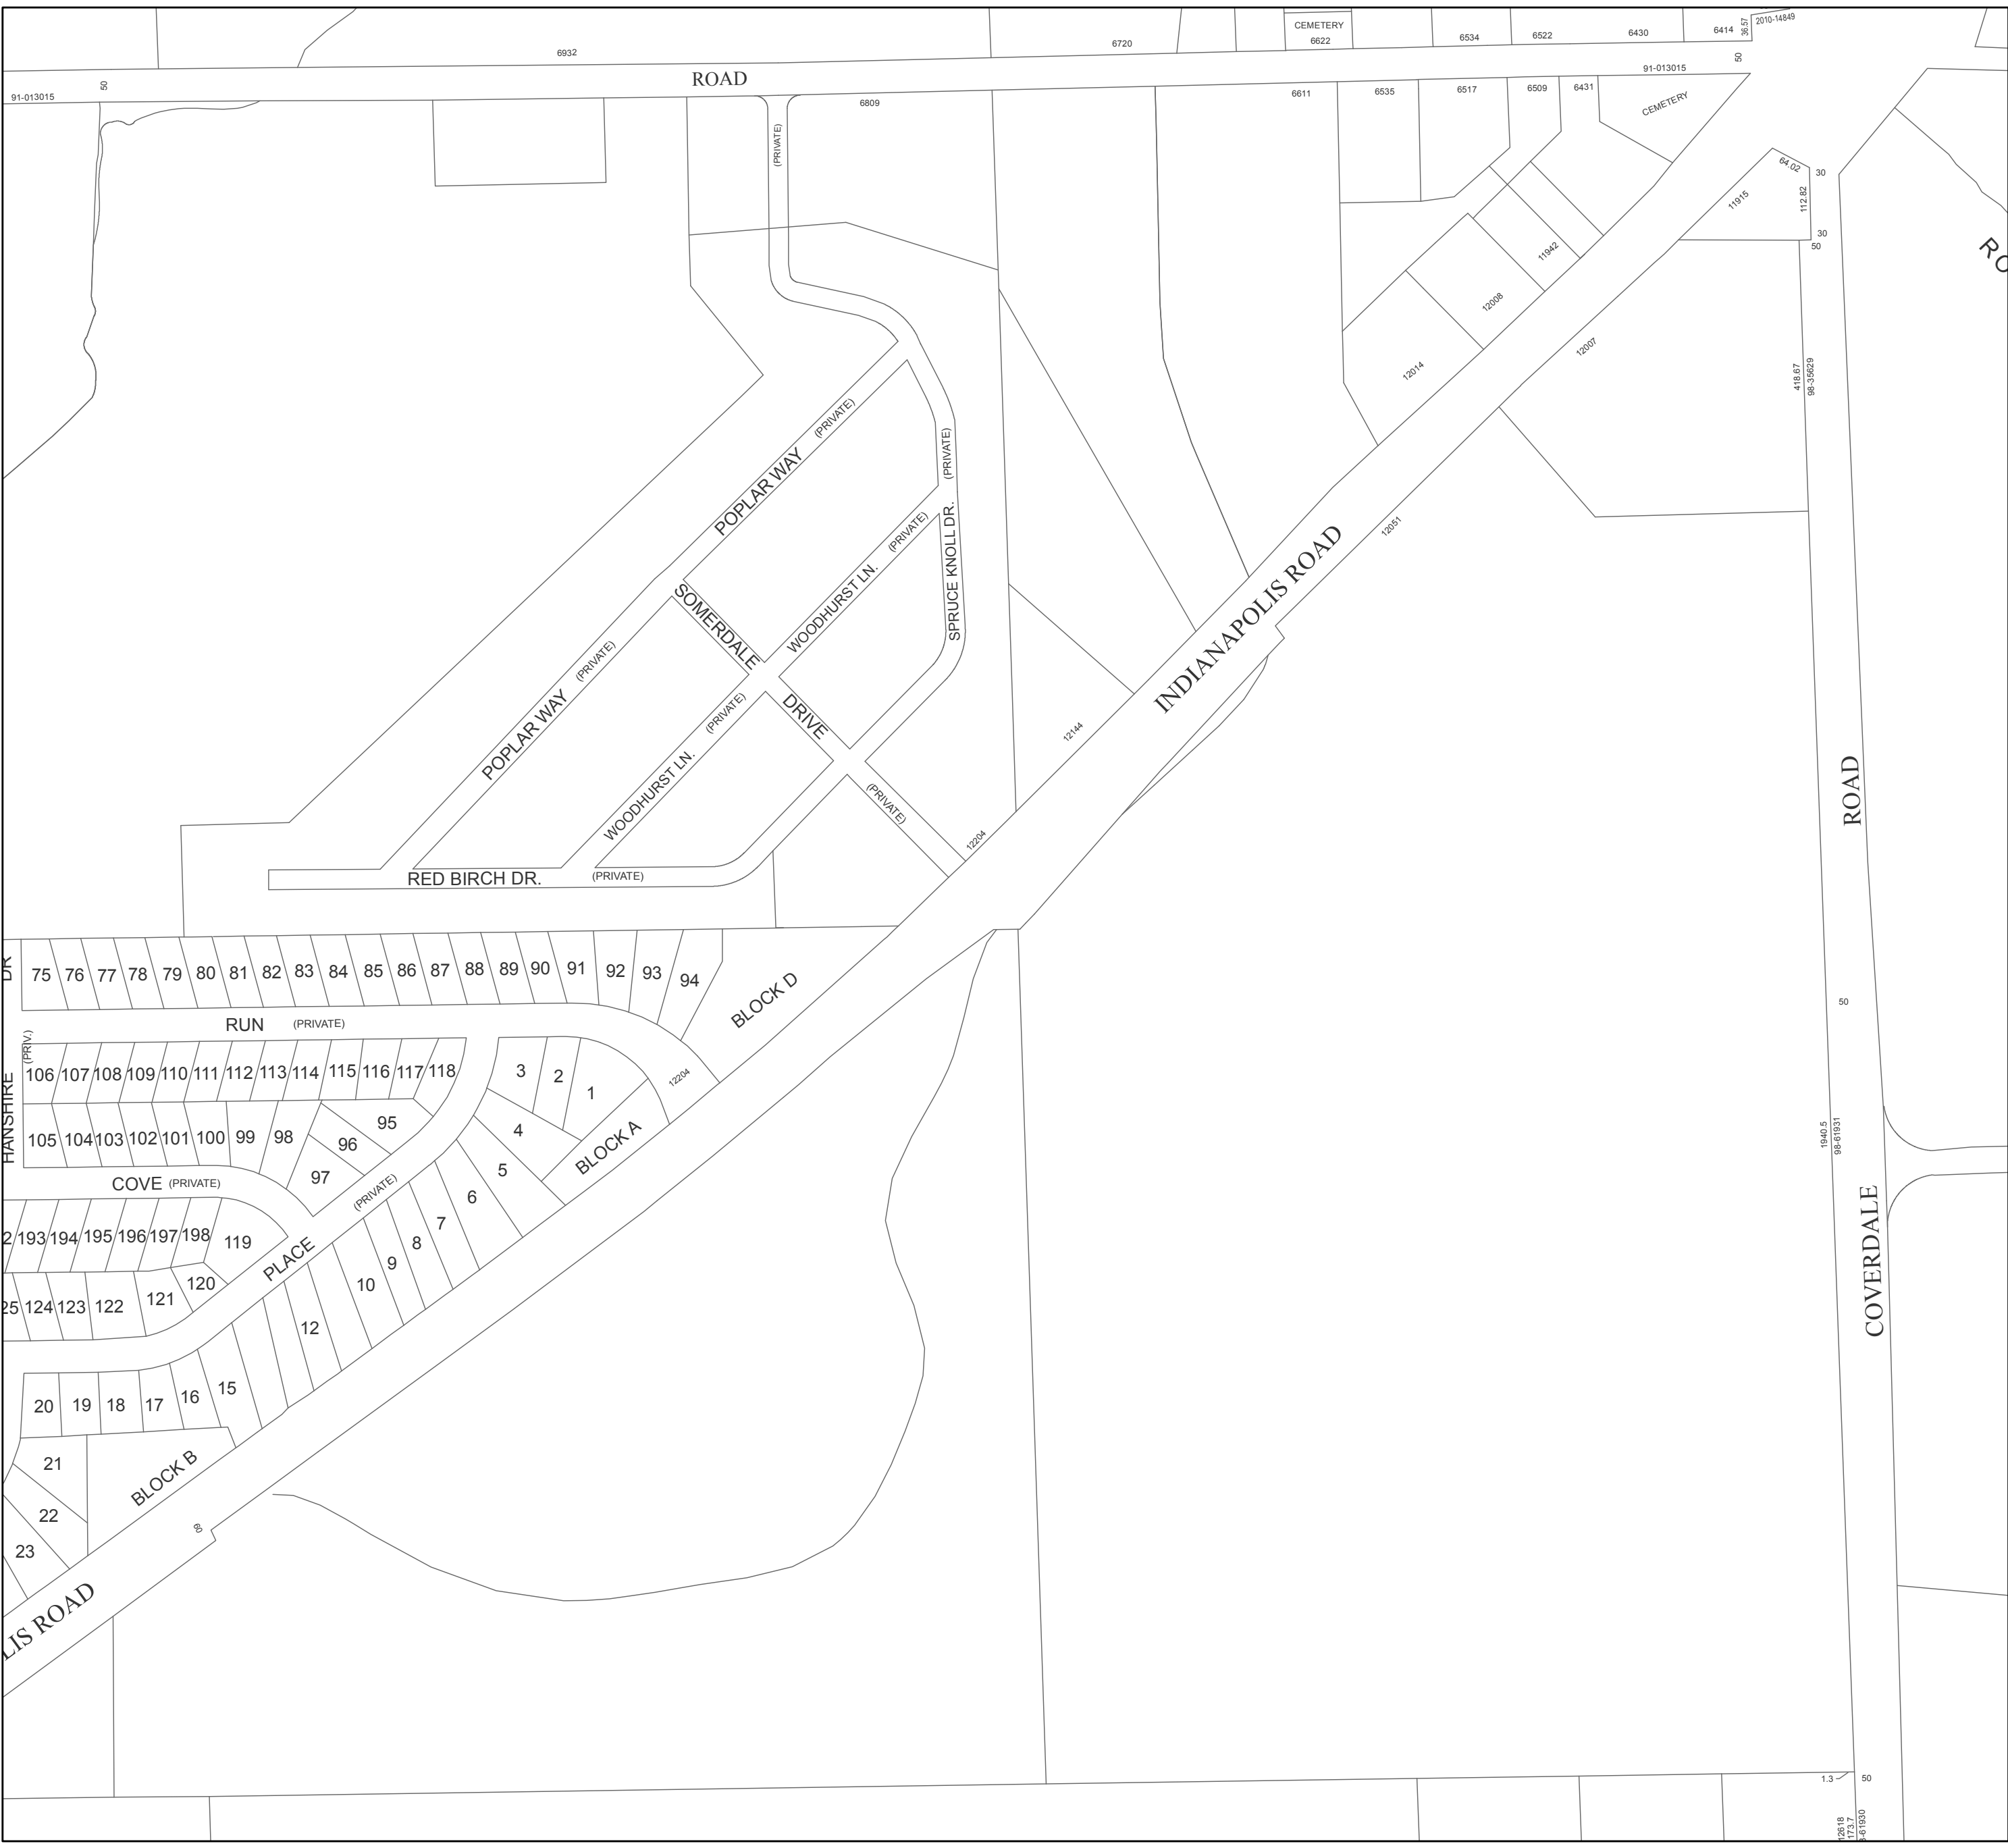 CEMETERY
6622
6932
6720
6534
6522
6430
6414
36.57
2010-14849
ROAD
50
50
91-013015
91-013015
6809
6611
6535
6517
6509
6431
CEMETERY
(PRIVATE)
64.02
30
112.82
11915
30
50
11942
12008
12014
12007
418.67
98-35629
POPLAR WAY (PRIVATE)
(PRIVATE)
SPRUCE KNOLL DR.
WOODHURST LN. (PRIVATE)
SOMERDALE
DRIVE
(PRIVATE)
POPLAR WAY (PRIVATE)
WOODHURST LN. (PRIVATE)
RED BIRCH DR. (PRIVATE)
12051
INDIANAPOLIS ROAD
12144
12204
ROAD
DR
75 76 77 78 79 80 81 82 83 84 85 86 87 88 89 90 91 92 93 94
BLOCK D
50
RUN (PRIVATE)
(PRIV.)
HANSHIRE
106 107 108 109 110 111 112 113 114 115 116 117 118
3 2 1
12204
105 104 103 102 101 100 99 98 95
96
97
4
BLOCK A
5
6
7
8
9
10
12
COVE (PRIVATE)
(PRIVATE)
PLACE
2 193 194 195 196 197 198 119
120
25 124 123 122 121
1940.5
98-61931
COVERDALE
20 19 18 17 16 15
21
22
23
BLOCK B
60
LIS ROAD
1.3
50
12618
173.7
-61930